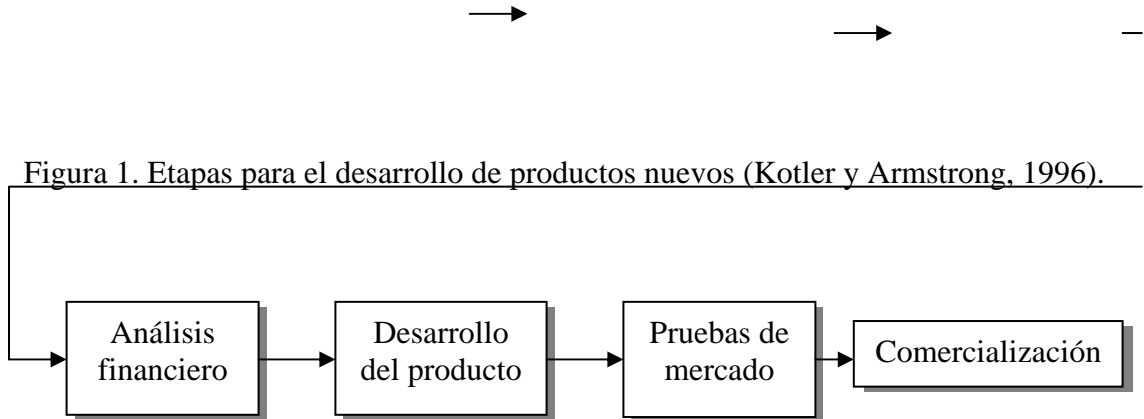 Figura 1. Etapas para el desarrollo de productos nuevos (Kotler y Armstrong, 1996).
Análisis
financiero
Desarrollo
del producto
Pruebas de
mercado
Comercialización